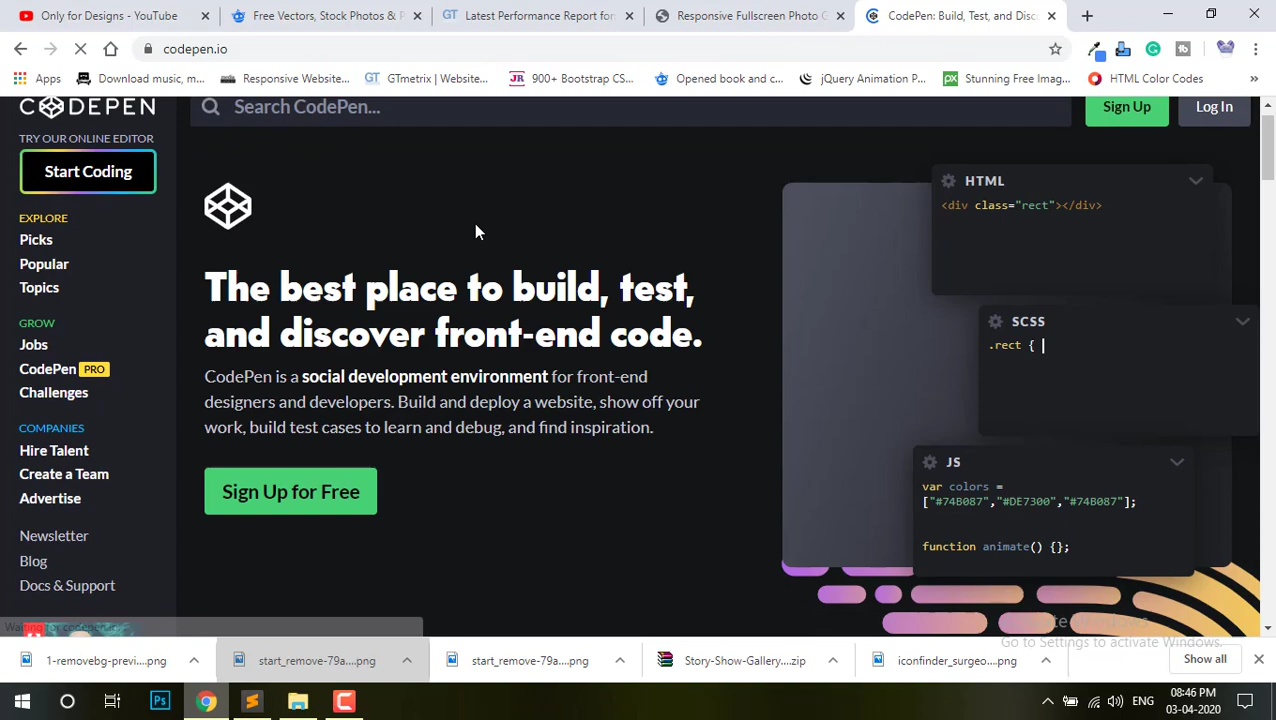 Only for Designs - YouTube
Free Vectors, Stock Photos & P
GT Latest Performance Report for
Responsive Fullscreen Photo G
CodePen: Build, Test, and Disc
codepen.io
Apps
Download music, m...
Responsive Website...
GT GTmetrix | Website...
JR 900+ Bootstrap CS...
Opened book and c...
jQuery Animation P...
px Stunning Free Imag...
HTML Color Codes
CODEPEN
Search CodePen...
Sign Up
Log In
TRY OUR ONLINE EDITOR
Start Coding
EXPLORE
Picks
Popular
Topics
GROW
Jobs
CodePen PRO
Challenges
COMPANIES
Hire Talent
Create a Team
Advertise
Newsletter
Blog
Docs & Support
The best place to build, test,
and discover front-end code.
CodePen is a social development environment for front-end
designers and developers. Build and deploy a website, show off your
work, build test cases to learn and debug, and find inspiration.
Sign Up for Free
HTML
<div class="rect"></div>
SCSS
.rect {
JS
var colors =
["#74B087","#DE7300","#74B087"];
function animate() {};
Go to Settings to activate Windows.
1-removebg-previ....png
start_remove-79a....png
start_remove-79a....png
Story-Show-Gallery....zip
iconfinder_surgeo....png
Show all
Ps
ENG
08:46 PM
03-04-2020